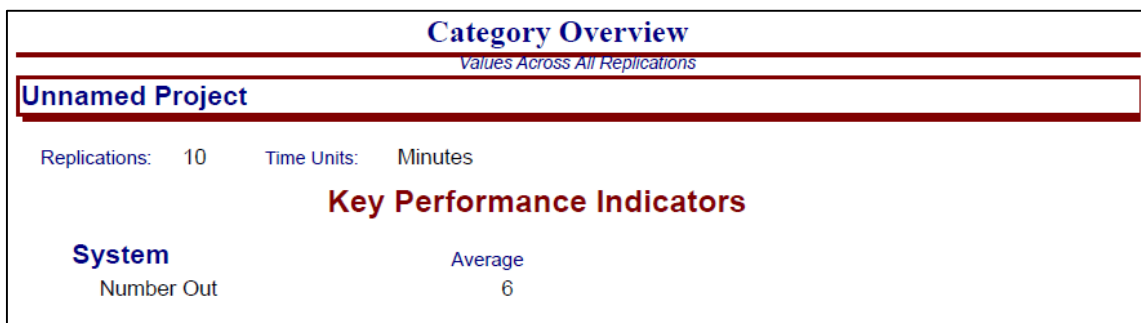 Category Overview
Values Across All Replications
Unnamed Project
Replications: 10 Time Units: Minutes
Key Performance Indicators
System Average
Number Out 6